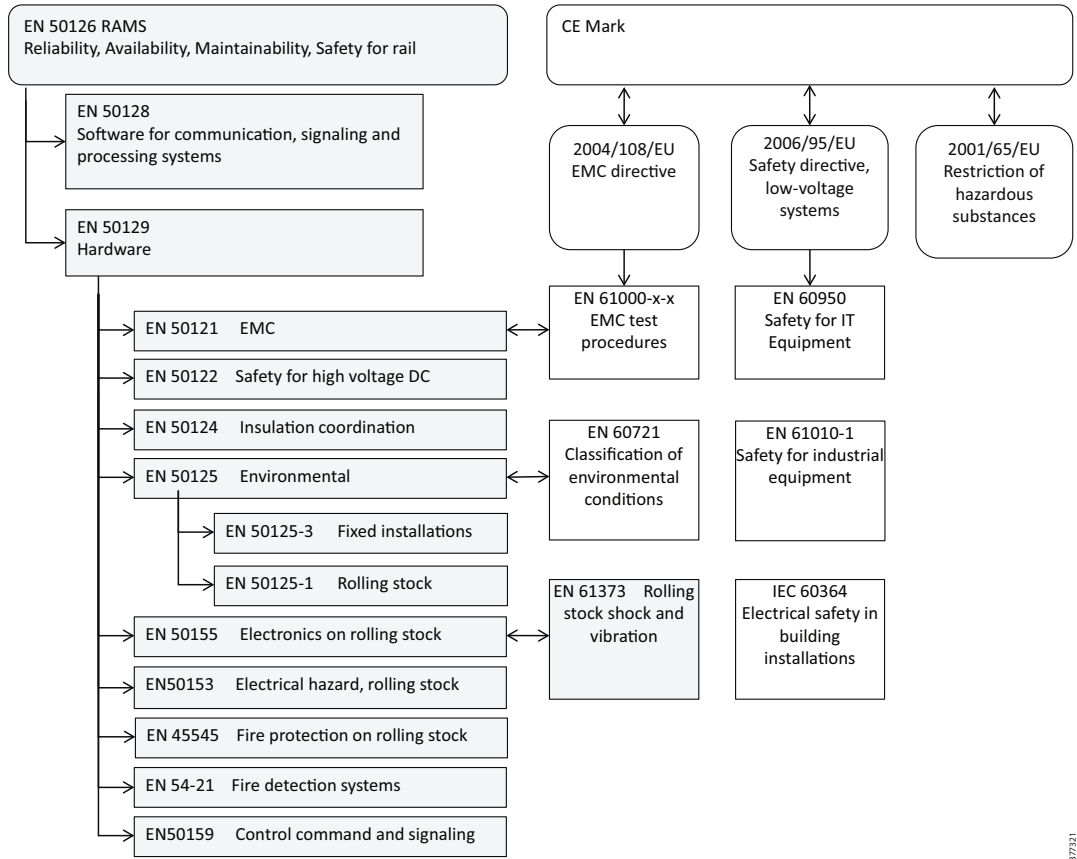 EN 50126 RAMS
Reliability, Availability, Maintainability, Safety for rail
EN 50128
Software for communication, signaling and
processing systems
EN 50129
Hardware
EN 50121 EMC
EN 50122 Safety for high voltage DC
EN 50124 Insulation coordination
EN 50125 Environmental
EN 50125-3 Fixed installations
EN 50125-1 Rolling stock
EN 50155 Electronics on rolling stock
EN50153 Electrical hazard, rolling stock
EN 45545 Fire protection on rolling stock
EN 54-21 Fire detection systems
EN50159 Control command and signaling
CE Mark
2004/108/EU
EMC directive
2006/95/EU
Safety directive,
low-voltage
systems
2001/65/EU
Restriction of
hazardous
substances
EN 61000-x-x
EMC test
procedures
EN 60950
Safety for IT
Equipment
EN 60721
Classification of
environmental
conditions
EN 61010-1
Safety for industrial
equipment
EN 61373 Rolling
stock shock and
vibration
IEC 60364
Electrical safety in
building
installations
377321